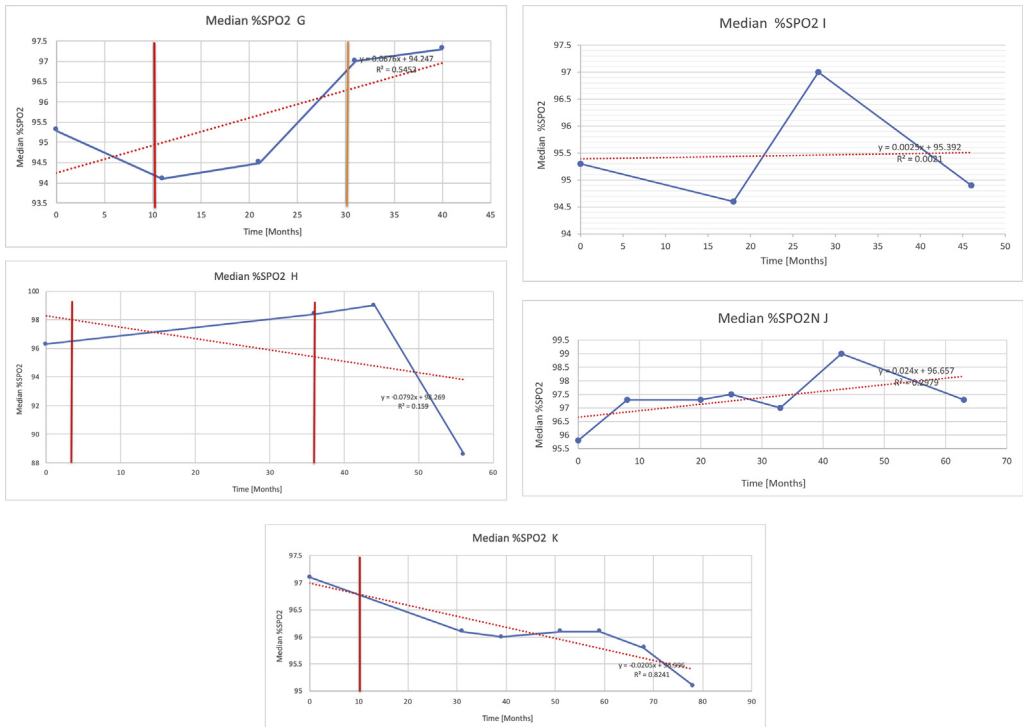 Median %SPO2 G
97.5
97
96.5
96
95.5
95
94.5
94
93.5
Median %SPO2
y = 0.0676x + 94.247
R² = 0.5453
0 5 10 15 20 25 30 35 40 45
Time [Months]
Median %SPO2 I
97.5
97
96.5
96
95.5
95
94.5
94
Median %SPO2
y = 0.0025x + 95.392
R² = 0.0021
0 5 10 15 20 25 30 35 40 45 50
Time [Months]
Median %SPO2 H
100
98
96
94
92
90
88
Median %SPO2
y = -0.0792x + 98.269
R² = 0.159
0 10 20 30 40 50 60
Time [Months]
Median %SPO2N J
99.5
99
98.5
98
97.5
97
96.5
96
95.5
Median %SPO2
y = 0.024x + 96.657
R² = 0.2979
0 10 20 30 40 50 60 70
Time [Months]
Median %SPO2 K
97.5
97
96.5
96
95.5
95
Median %SPO2
y = -0.0205x + 96.996
R² = 0.8241
0 10 20 30 40 50 60 70 80 90
Time [Months]